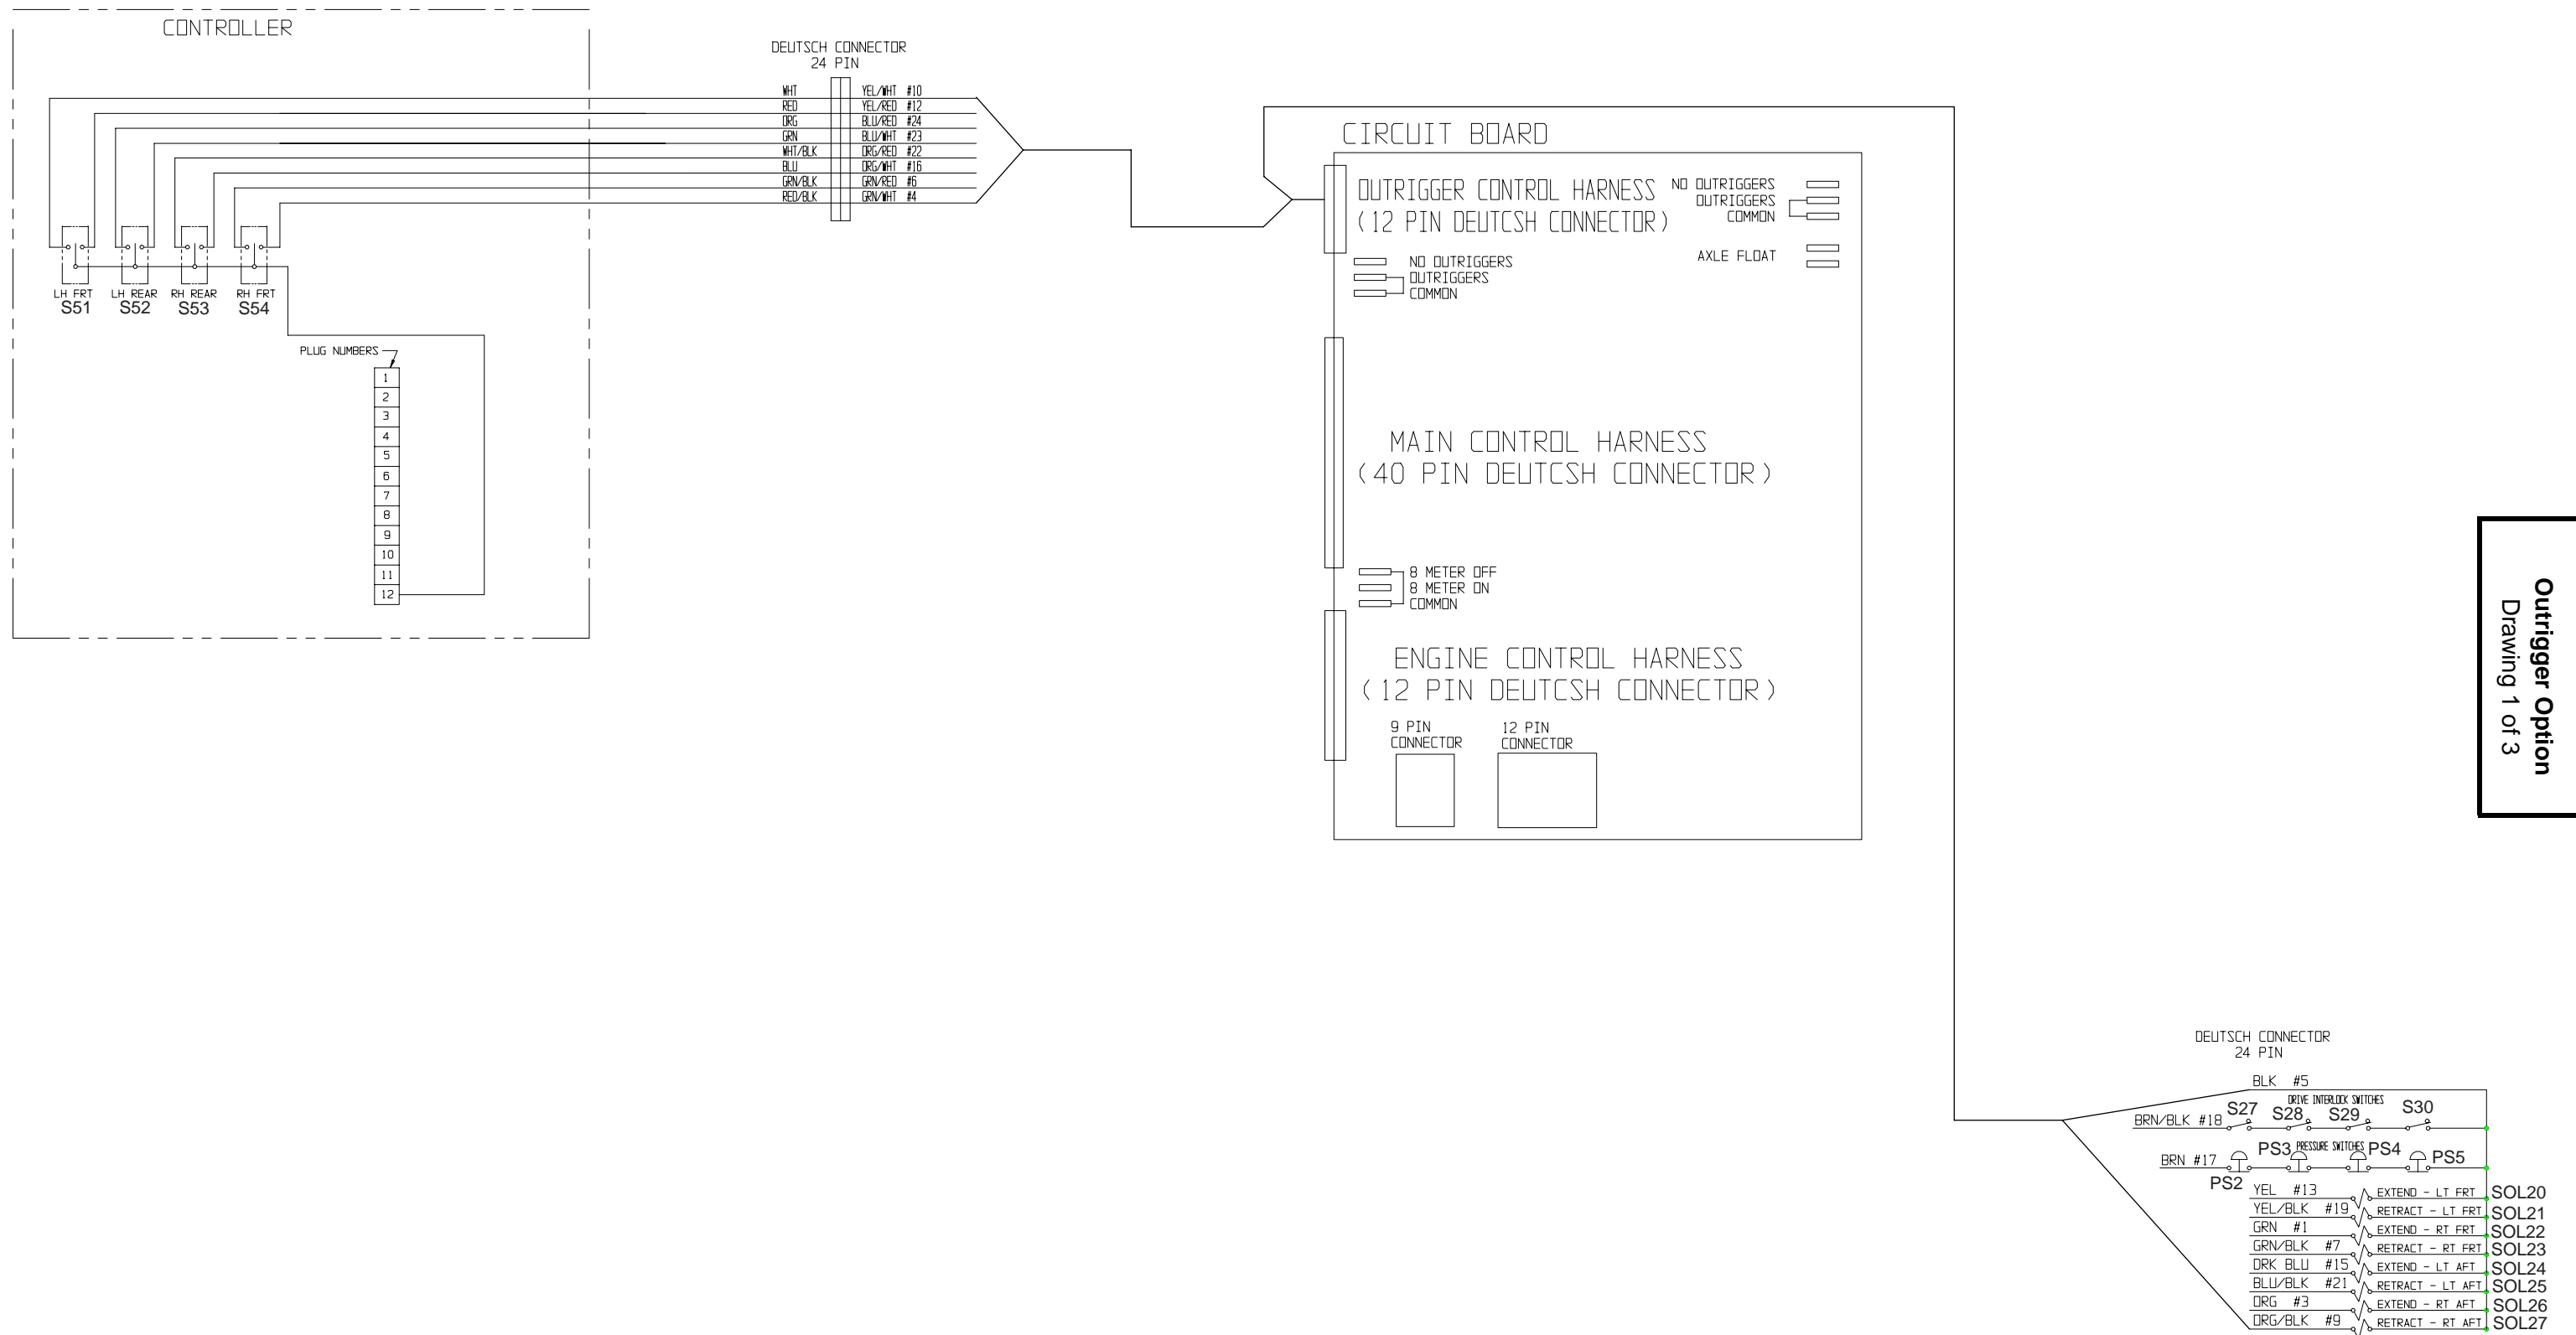 CONTROLLER
DEUTSCH CONNECTOR
24 PIN
WHT YEL/WHT #10
RED YEL/RED #12
ORG BLU/RED #24
GRN BLU/WHT #23
WHT/BLK ORG/RED #22
BLU ORG/WHT #16
GRN/BLK GRN/RED #6
RED/BLK GRN/WHT #4
LH FRT LH REAR RH REAR RH FRT
S51 S52 S53 S54
PLUG NUMBERS
1
2
3
4
5
6
7
8
9
10
11
12
CIRCUIT BOARD
OUTRIGGER CONTROL HARNESS
(12 PIN DEUTCSH CONNECTOR)
NO OUTRIGGERS
OUTRIGGERS
COMMON
AXLE FLOAT
NO OUTRIGGERS
OUTRIGGERS
COMMON
MAIN CONTROL HARNESS
(40 PIN DEUTCSH CONNECTOR)
8 METER OFF
8 METER ON
COMMON
ENGINE CONTROL HARNESS
(12 PIN DEUTCSH CONNECTOR)
9 PIN
CONNECTOR
12 PIN
CONNECTOR
Outrigger Option
Drawing 1 of 3
DEUTSCH CONNECTOR
24 PIN
BLK #5
DRIVE INTERLOCK SWITCHES
BRN/BLK #18 S27 S28 S29 S30
PRESSURE SWITCHES
BRN #17 PS2 PS3 PS4 PS5
YEL #13 EXTEND - LT FRT SOL20
YEL/BLK #19 RETRACT - LT FRT SOL21
GRN #1 EXTEND - RT FRT SOL22
GRN/BLK #7 RETRACT - RT FRT SOL23
DRK BLU #15 EXTEND - LT AFT SOL24
BLU/BLK #21 RETRACT - LT AFT SOL25
ORG #3 EXTEND - RT AFT SOL26
ORG/BLK #9 RETRACT - RT AFT SOL27